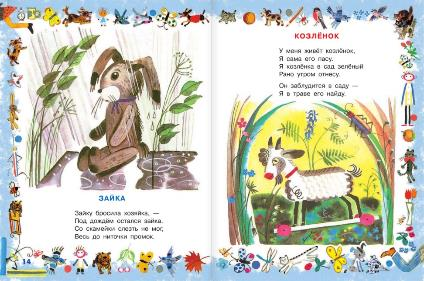 ЗАЙКА
Зайку бросила хозяйка, —
Под дождём остался зайка.
Со скамейки слезть не мог,
Весь до ниточки промок.
14
КОЗЛЁНОК
У меня живёт козлёнок,
Я сама его пасу.
Я козлёнка в сад зелёный
Рано утром отнесу.
Он заблудится в саду —
Я в траве его найду.